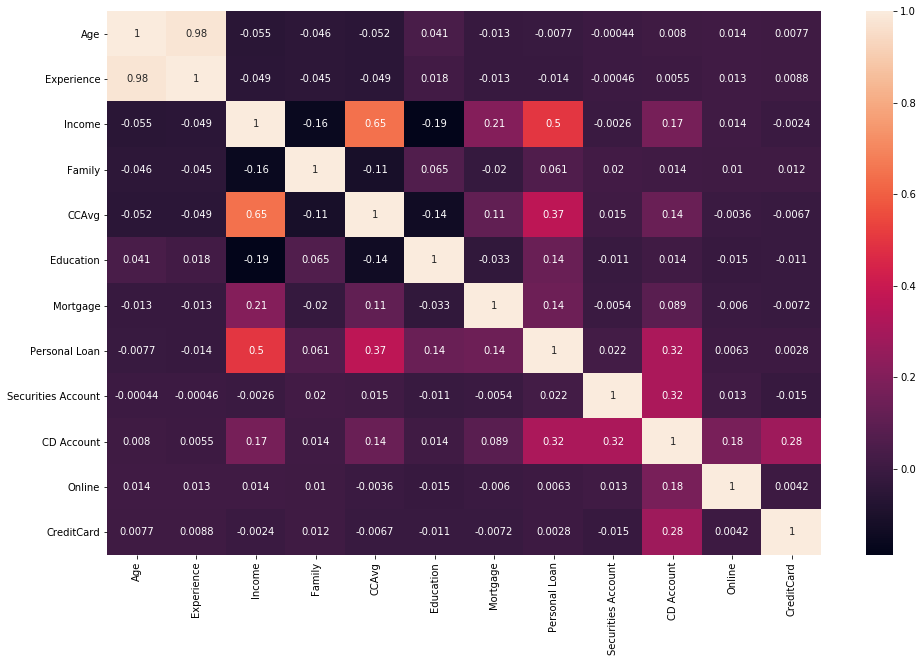 Age 1 0.98 -0.055 -0.046 -0.052 0.041 -0.013 -0.0077 -0.00044 0.008 0.014 0.0077
Experience 0.98 1 -0.049 -0.045 -0.049 0.018 -0.013 -0.014 -0.00046 0.0055 0.013 0.0088
Income -0.055 -0.049 1 -0.16 0.65 -0.19 0.21 0.5 -0.0026 0.17 0.014 -0.0024
Family -0.046 -0.045 -0.16 1 -0.11 0.065 -0.02 0.061 0.02 0.014 0.01 0.012
CCAvg -0.052 -0.049 0.65 -0.11 1 -0.14 0.11 0.37 0.015 0.14 -0.0036 -0.0067
Education 0.041 0.018 -0.19 0.065 -0.14 1 -0.033 0.14 -0.011 0.014 -0.015 -0.011
Mortgage -0.013 -0.013 0.21 -0.02 0.11 -0.033 1 0.14 -0.0054 0.089 -0.006 -0.0072
Personal Loan -0.0077 -0.014 0.5 0.061 0.37 0.14 0.14 1 0.022 0.32 0.0063 0.0028
Securities Account -0.00044 -0.00046 -0.0026 0.02 0.015 -0.011 -0.0054 0.022 1 0.32 0.013 -0.015
CD Account 0.008 0.0055 0.17 0.014 0.14 0.014 0.089 0.32 0.32 1 0.18 0.28
Online 0.014 0.013 0.014 0.01 -0.0036 -0.015 -0.006 0.0063 0.013 0.18 1 0.0042
CreditCard 0.0077 0.0088 -0.0024 0.012 -0.0067 -0.011 -0.0072 0.0028 -0.015 0.28 0.0042 1
Age
Experience
Income
Family
CCAvg
Education
Mortgage
Personal Loan
Securities Account
CD Account
Online
CreditCard
1.0
0.8
0.6
0.4
0.2
0.0